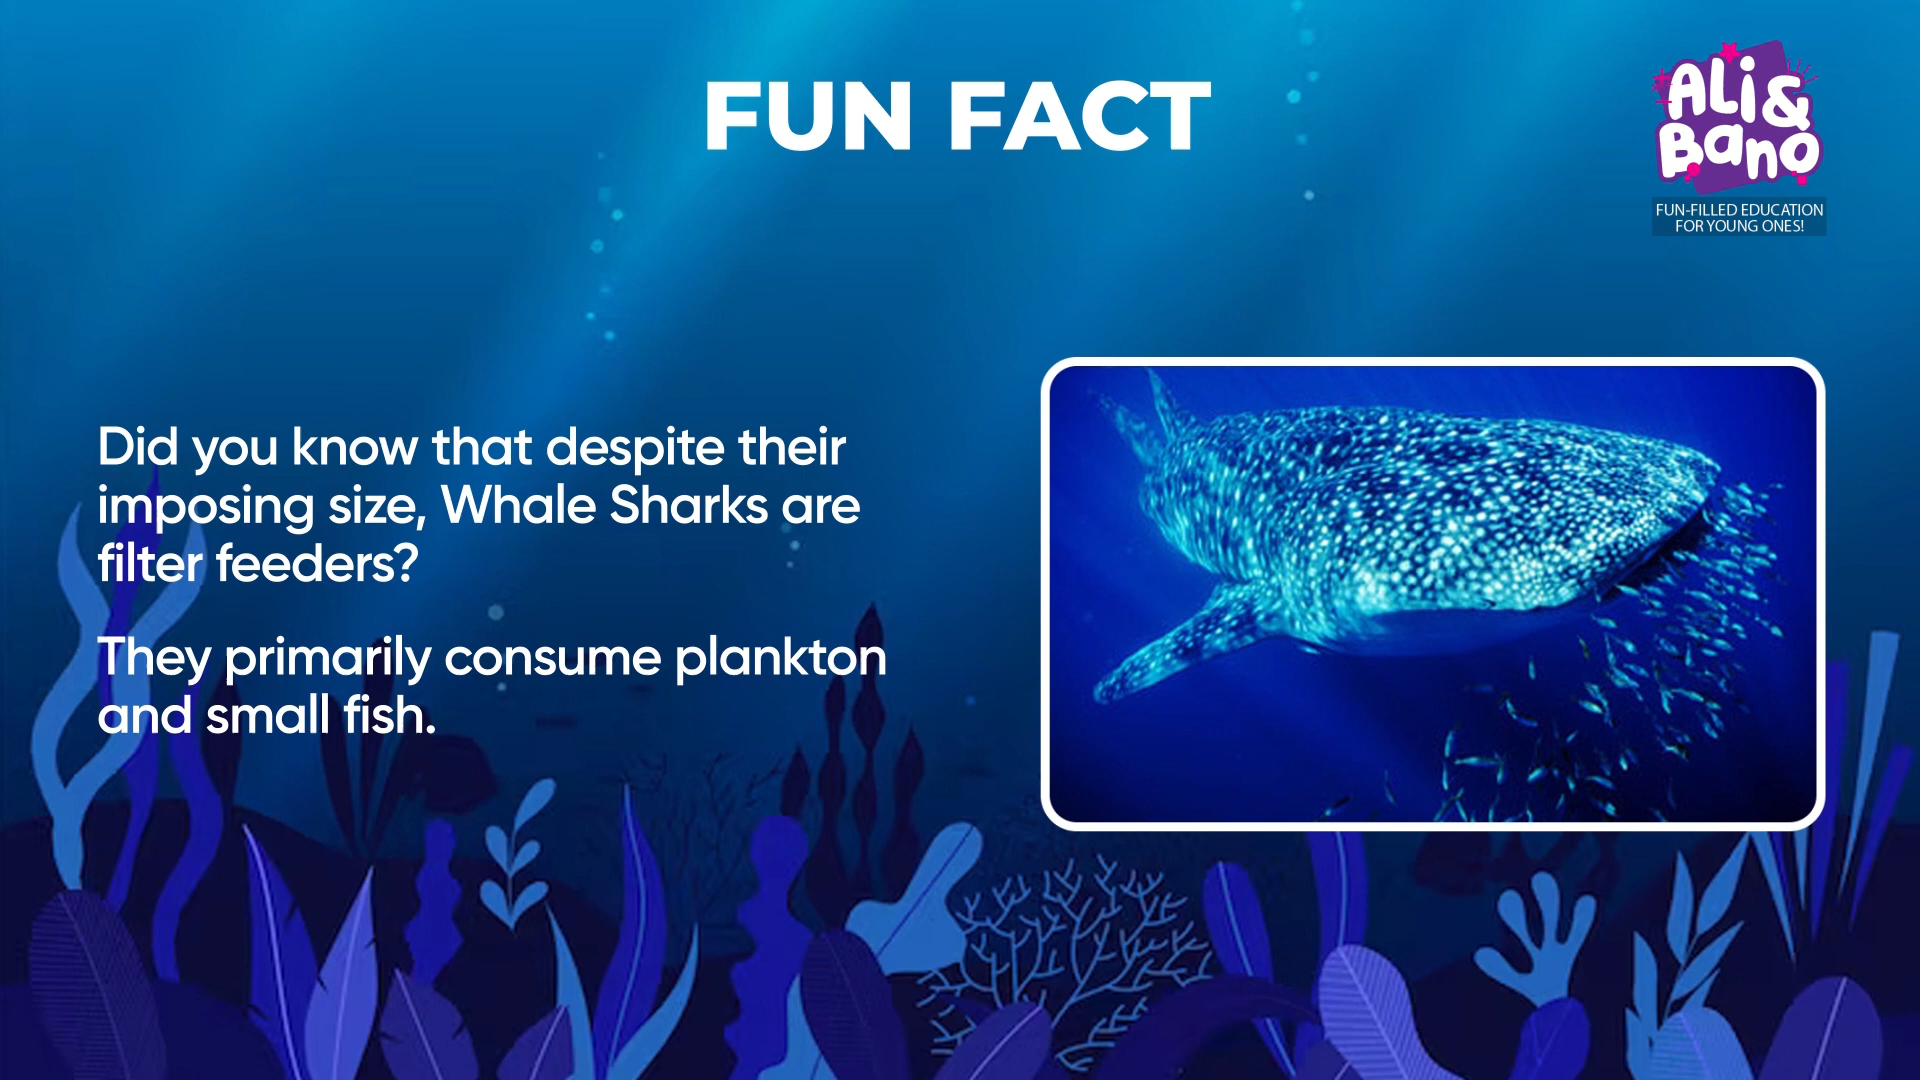 FUN FACT
ALi &
Bano
FUN-FILLED EDUCATION
FOR YOUNG ONES!
Did you know that despite their
imposing size, Whale Sharks are
filter feeders?
They primarily consume plankton
and small fish.